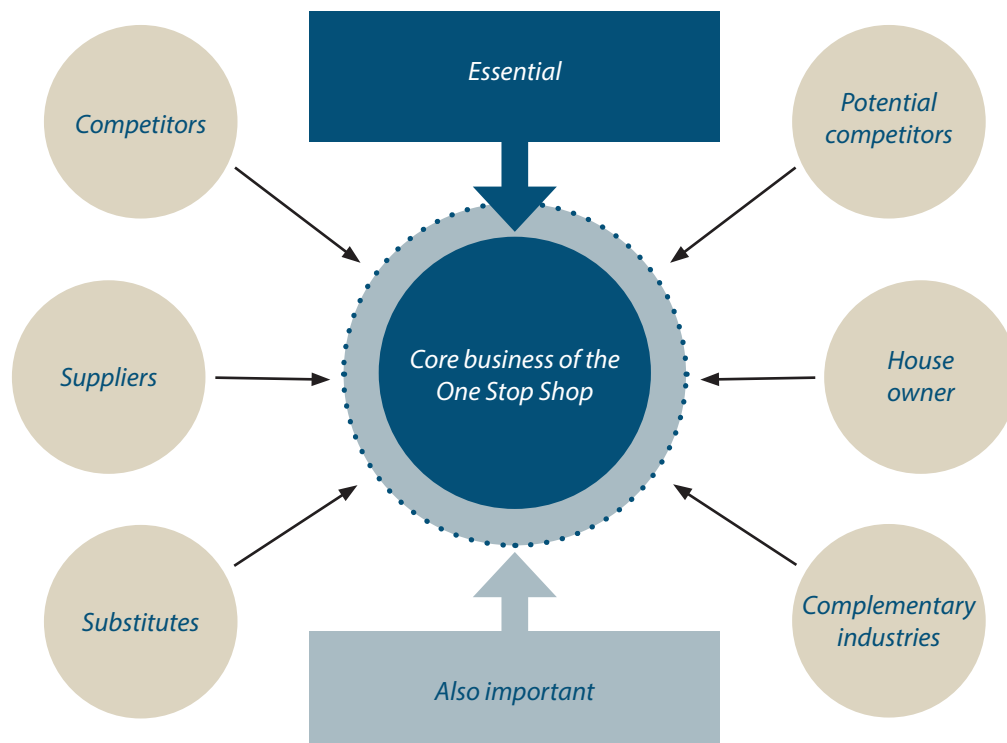 Essential
Competitors
Potential
competitors
Core business of the
One Stop Shop
Suppliers
House
owner
Substitutes
Complementary
industries
Also important